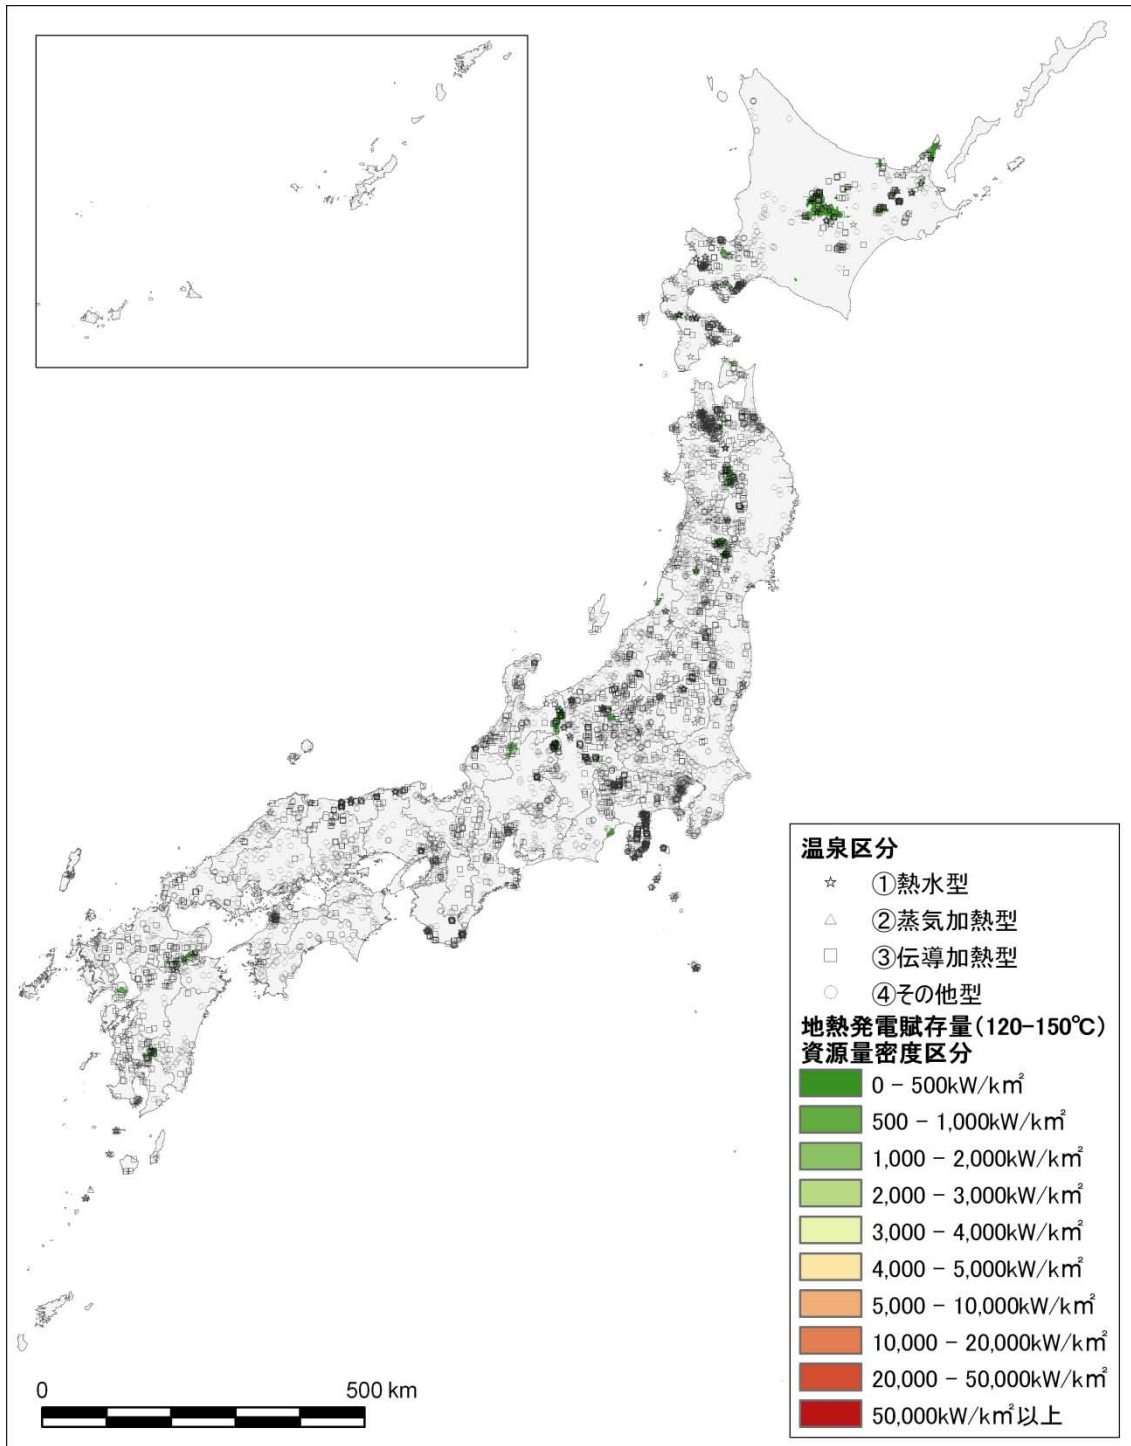 温泉区分
①熱水型
②蒸気加熱型
③伝導加熱型
④その他型
地熱発電賦存量(120-150℃)
資源量密度区分
0 - 500kW/k㎡
500 - 1,000kW/k㎡
1,000 - 2,000kW/k㎡
2,000 - 3,000kW/k㎡
3,000 - 4,000kW/k㎡
4,000 - 5,000kW/k㎡
5,000 - 10,000kW/k㎡
10,000 - 20,000kW/k㎡
20,000 - 50,000kW/k㎡
50,000kW/k㎡以上
0 500 km